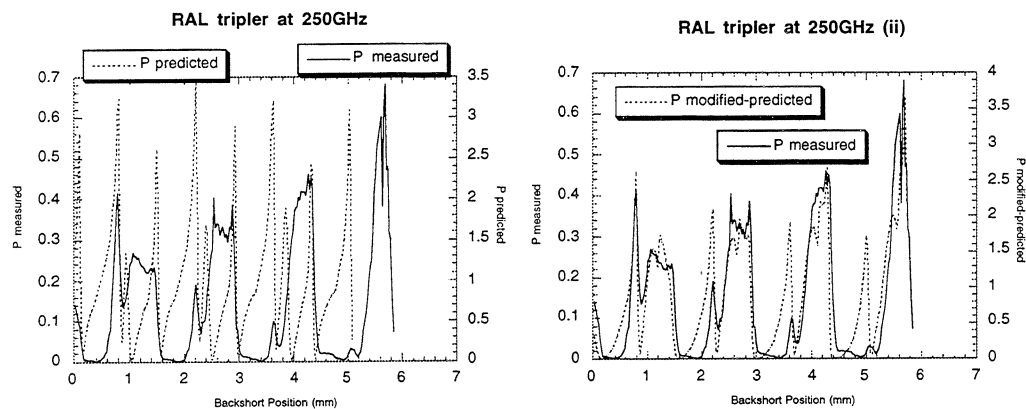 RAL tripler at 250GHz
P predicted
P measured
0.7
0.6
0.5
0.4
0.3
0.2
0.1
0
P measured
3.5
3
2.5
2
1.5
1
0.5
0
P predicted
0 1 2 3 4 5 6 7
Backshort Position (mm)
RAL tripler at 250GHz (ii)
P modified-predicted
P measured
0.7
0.6
0.5
0.4
0.3
0.2
0.1
0
P measured
4
3.5
3
2.5
2
1.5
1
0.5
0
P modified-predicted
0 1 2 3 4 5 6 7
Backshort Position (mm)